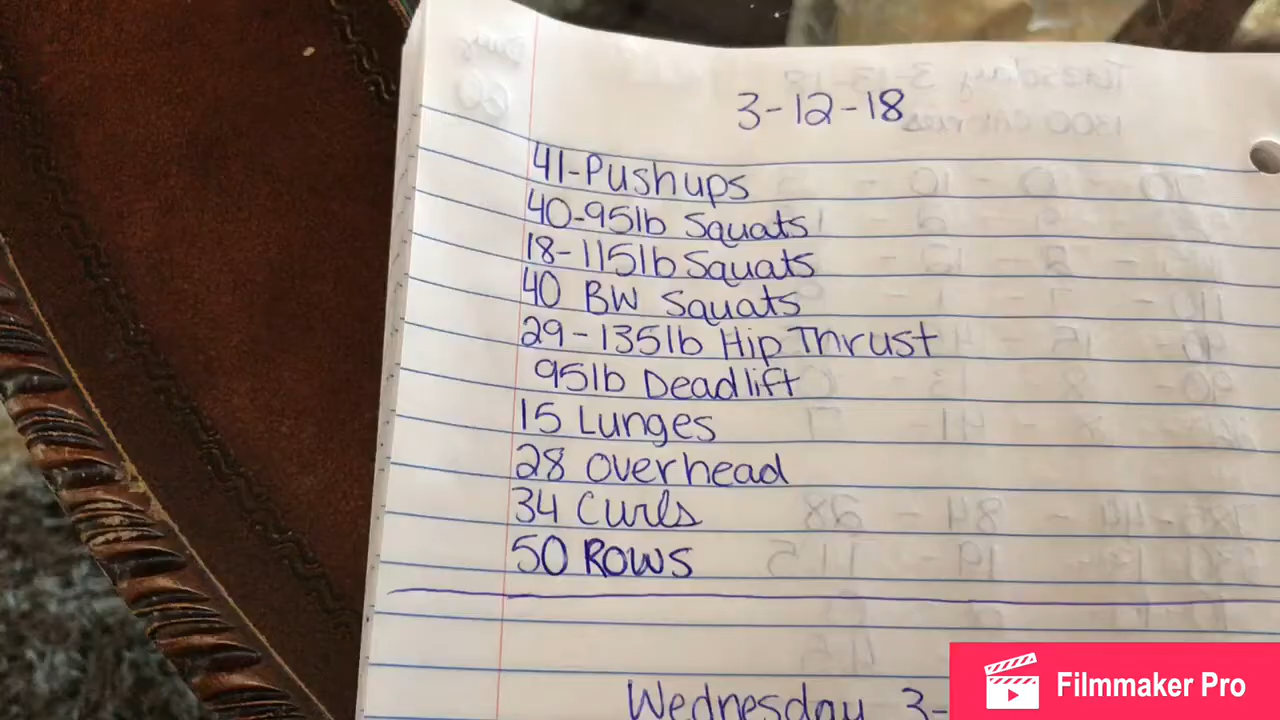 3-12-18
41-Pushups
40-95lb Squats
18-115lb Squats
40 BW Squats
29-135lb Hip Thrust
95lb Deadlift
15 Lunges
28 overhead
34 Curls
50 Rows
Wednesday 3-
Filmmaker Pro